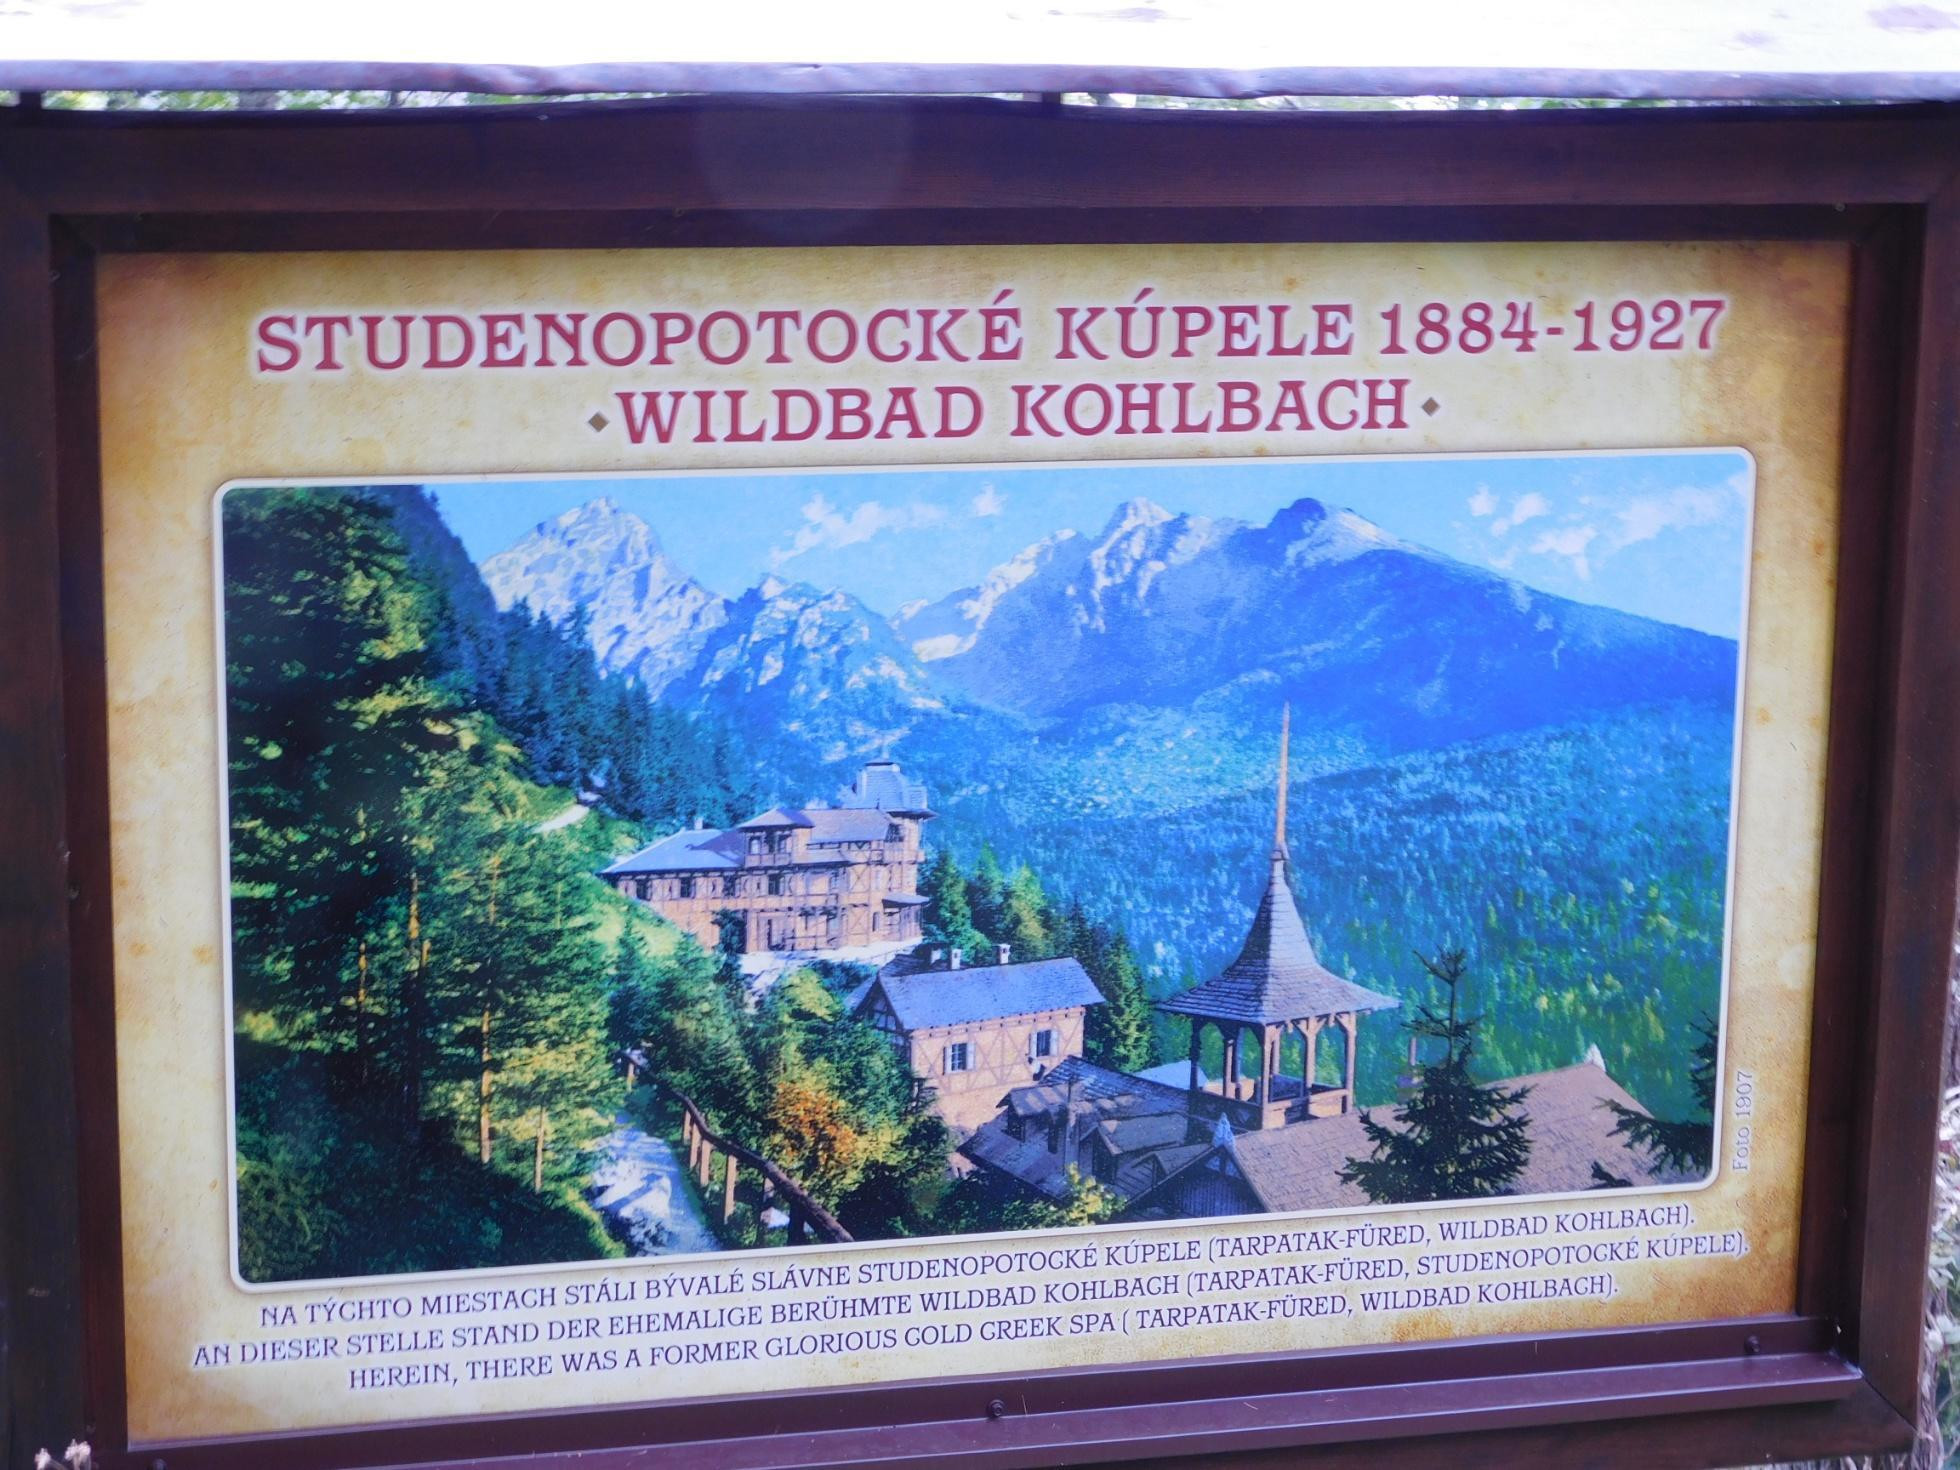 STUDENOPOTOCKÉ KÚPELE 1884-1927
·WILDBAD KOHLBACH·
Foto 1907
NA TÝCHTO MIESTACH STÁLI BÝVALÉ SLÁVNE STUDENOPOTOCKÉ KÚPELE (TARPATAK-FÜRED, WILDBAD KOHLBACH).
AN DIESER STELLE STAND DER EHEMALIGE BERÜHMTE WILDBAD KOHLBACH (TARPATAK-FÜRED, STUDENOPOTOCKÉ KÚPELE).
HEREIN, THERE WAS A FORMER GLORIOUS COLD CREEK SPA ( TARPATAK-FÜRED, WILDBAD KOHLBACH).